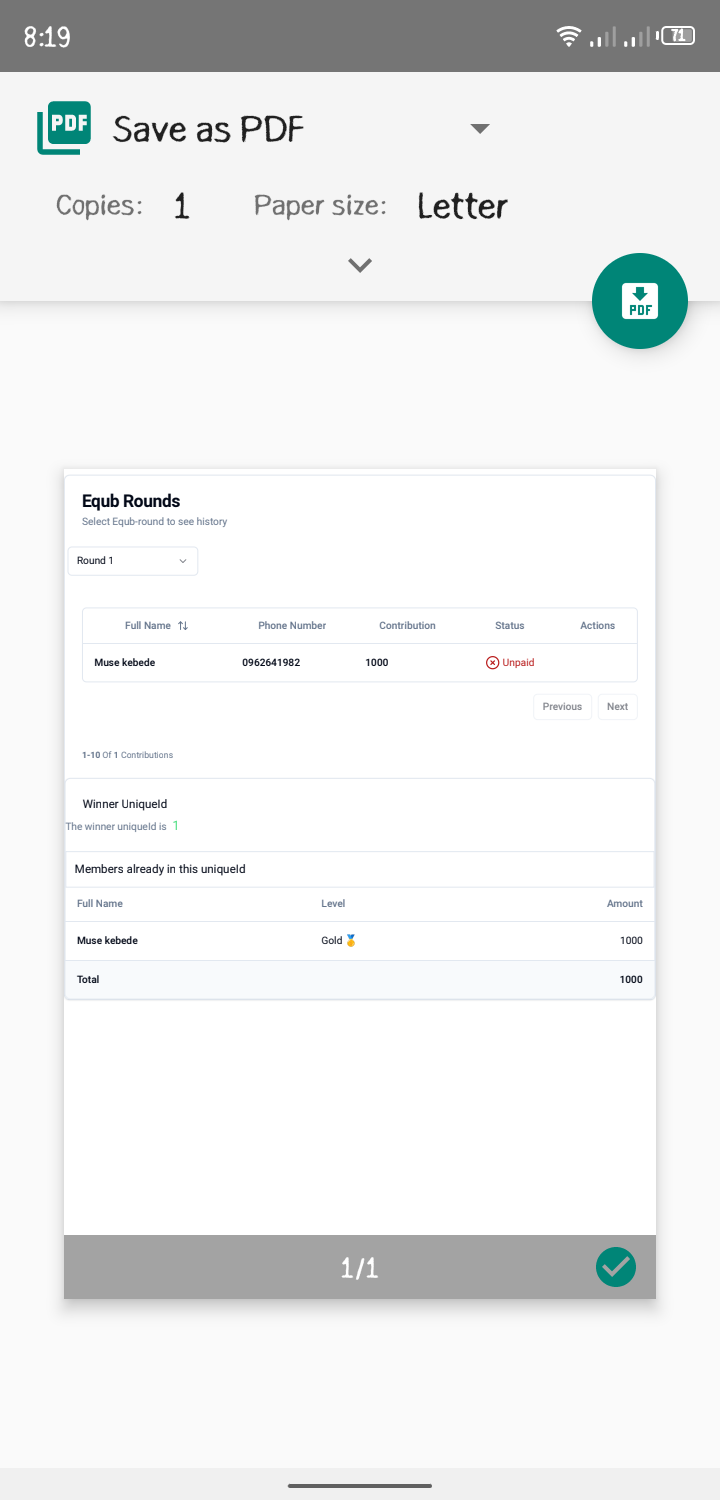 8:19
71
PDF Save as PDF
Copies: 1 Paper size: Letter
PDF
Equb Rounds
Select Equb-round to see history
Round 1
Full Name Phone Number Contribution Status Actions
Muse kebede 0962641982 1000 Unpaid
Previous Next
1-10 Of 1 Contributions
Winner UniqueId
The winner uniqueId is 1
Members already in this uniqueId
Full Name Level Amount
Muse kebede Gold 🥇 1000
Total 1000
1/1